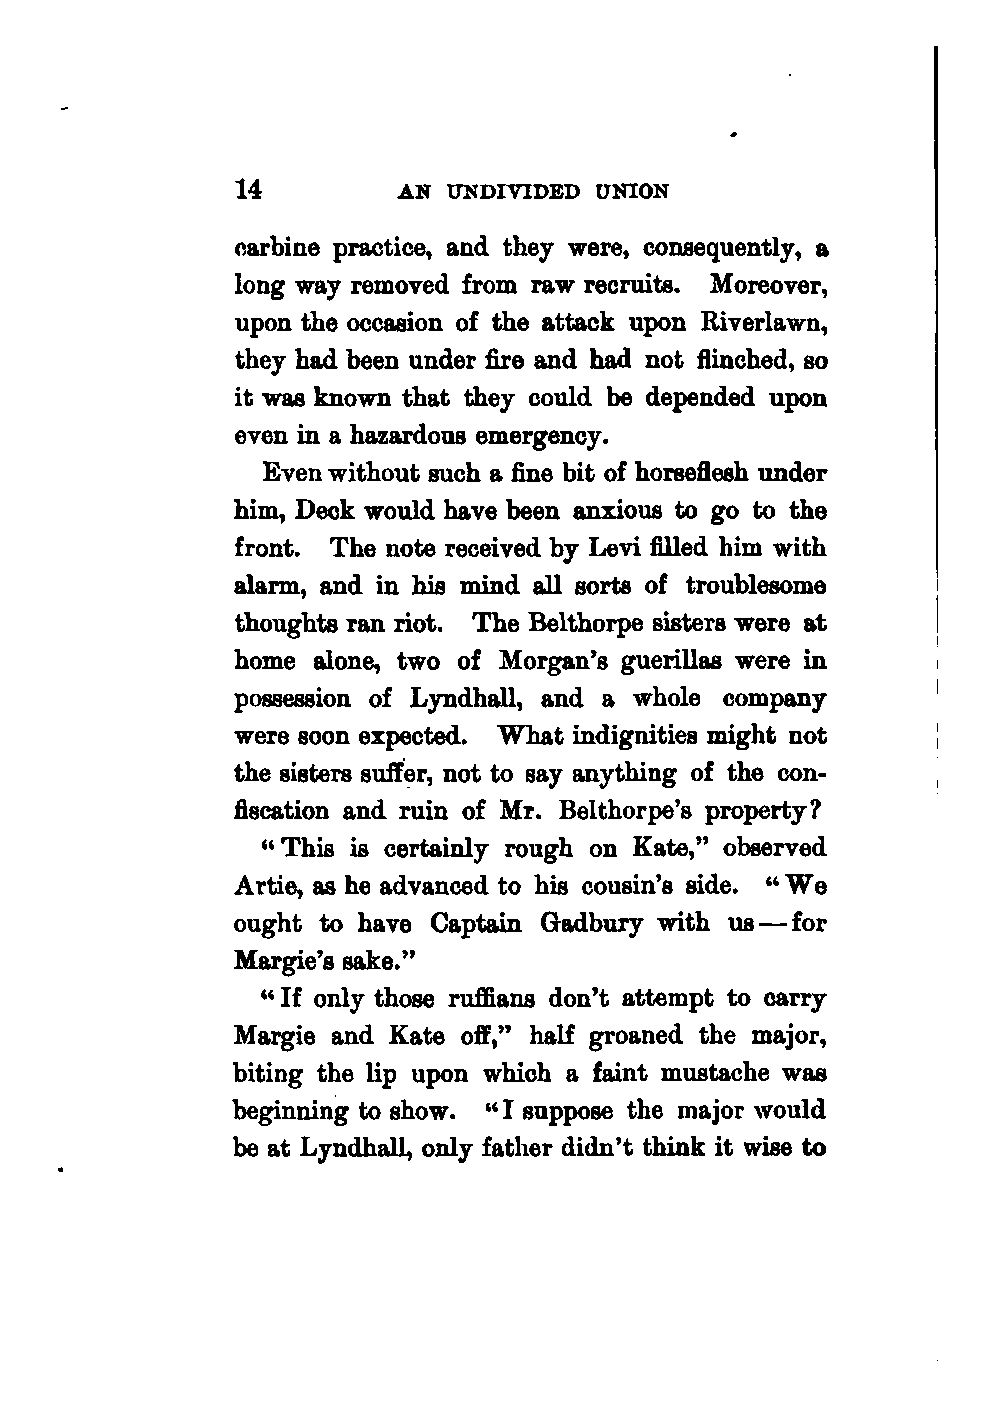 14 AN UNDIVIDED UNION
carbine practice, and they were, consequently, a
long way removed from raw recruits. Moreover,
upon the occasion of the attack upon Riverlawn,
they had been under fire and had not flinched, so
it was known that they could be depended upon
even in a hazardous emergency.
Even without such a fine bit of horseflesh under
him, Deck would have been anxious to go to the
front. The note received by Levi filled him with
alarm, and in his mind all sorts of troublesome
thoughts ran riot. The Belthorpe sisters were at
home alone, two of Morgan's guerillas were in
possession of Lyndhall, and a whole company
were soon expected. What indignities might not
the sisters suffer, not to say anything of the con-
fiscation and ruin of Mr. Belthorpe's property?
"This is certainly rough on Kate," observed
Artie, as he advanced to his cousin's side. "We
ought to have Captain Gadbury with us—for
Margie's sake."
"If only those ruffians don't attempt to carry
Margie and Kate off," half groaned the major,
biting the lip upon which a faint mustache was
beginning to show. "I suppose the major would
be at Lyndhall, only father didn't think it wise to